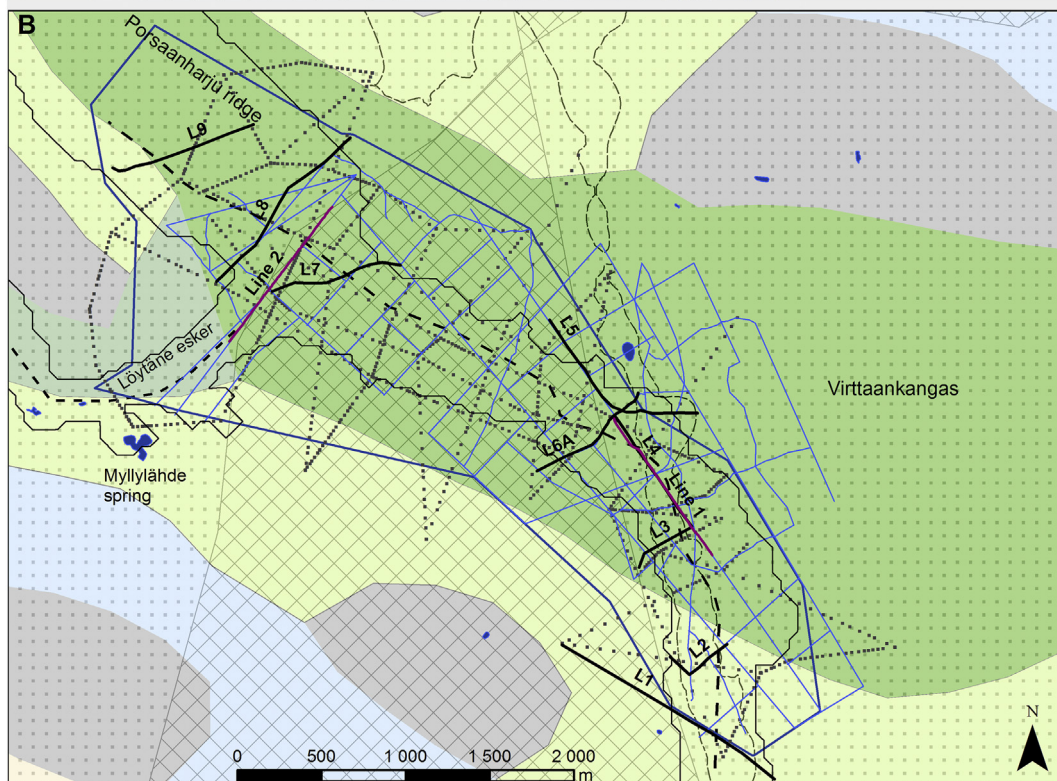 B
Porsaanharju ridge
L9
L8
Line 2
L7
L5
Löytäne esker
Virttaankangas
L6A
L4
Line 1
Myllylähde
spring
L3
L2
L1
N
0 500 1 000 1 500 2 000
m